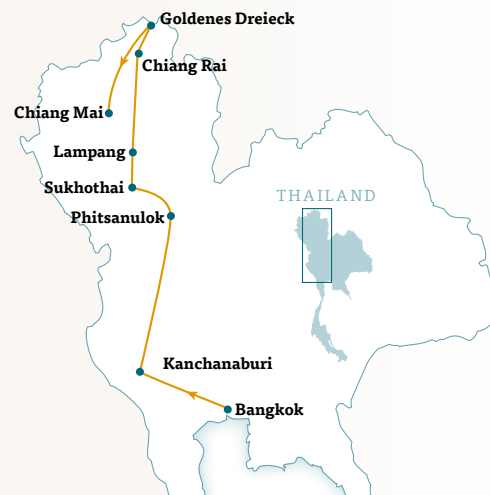 Goldenes Dreieck
Chiang Rai
Chiang Mai
Lampang
Sukhothai
THAILAND
Phitsanulok
Kanchanaburi
Bangkok